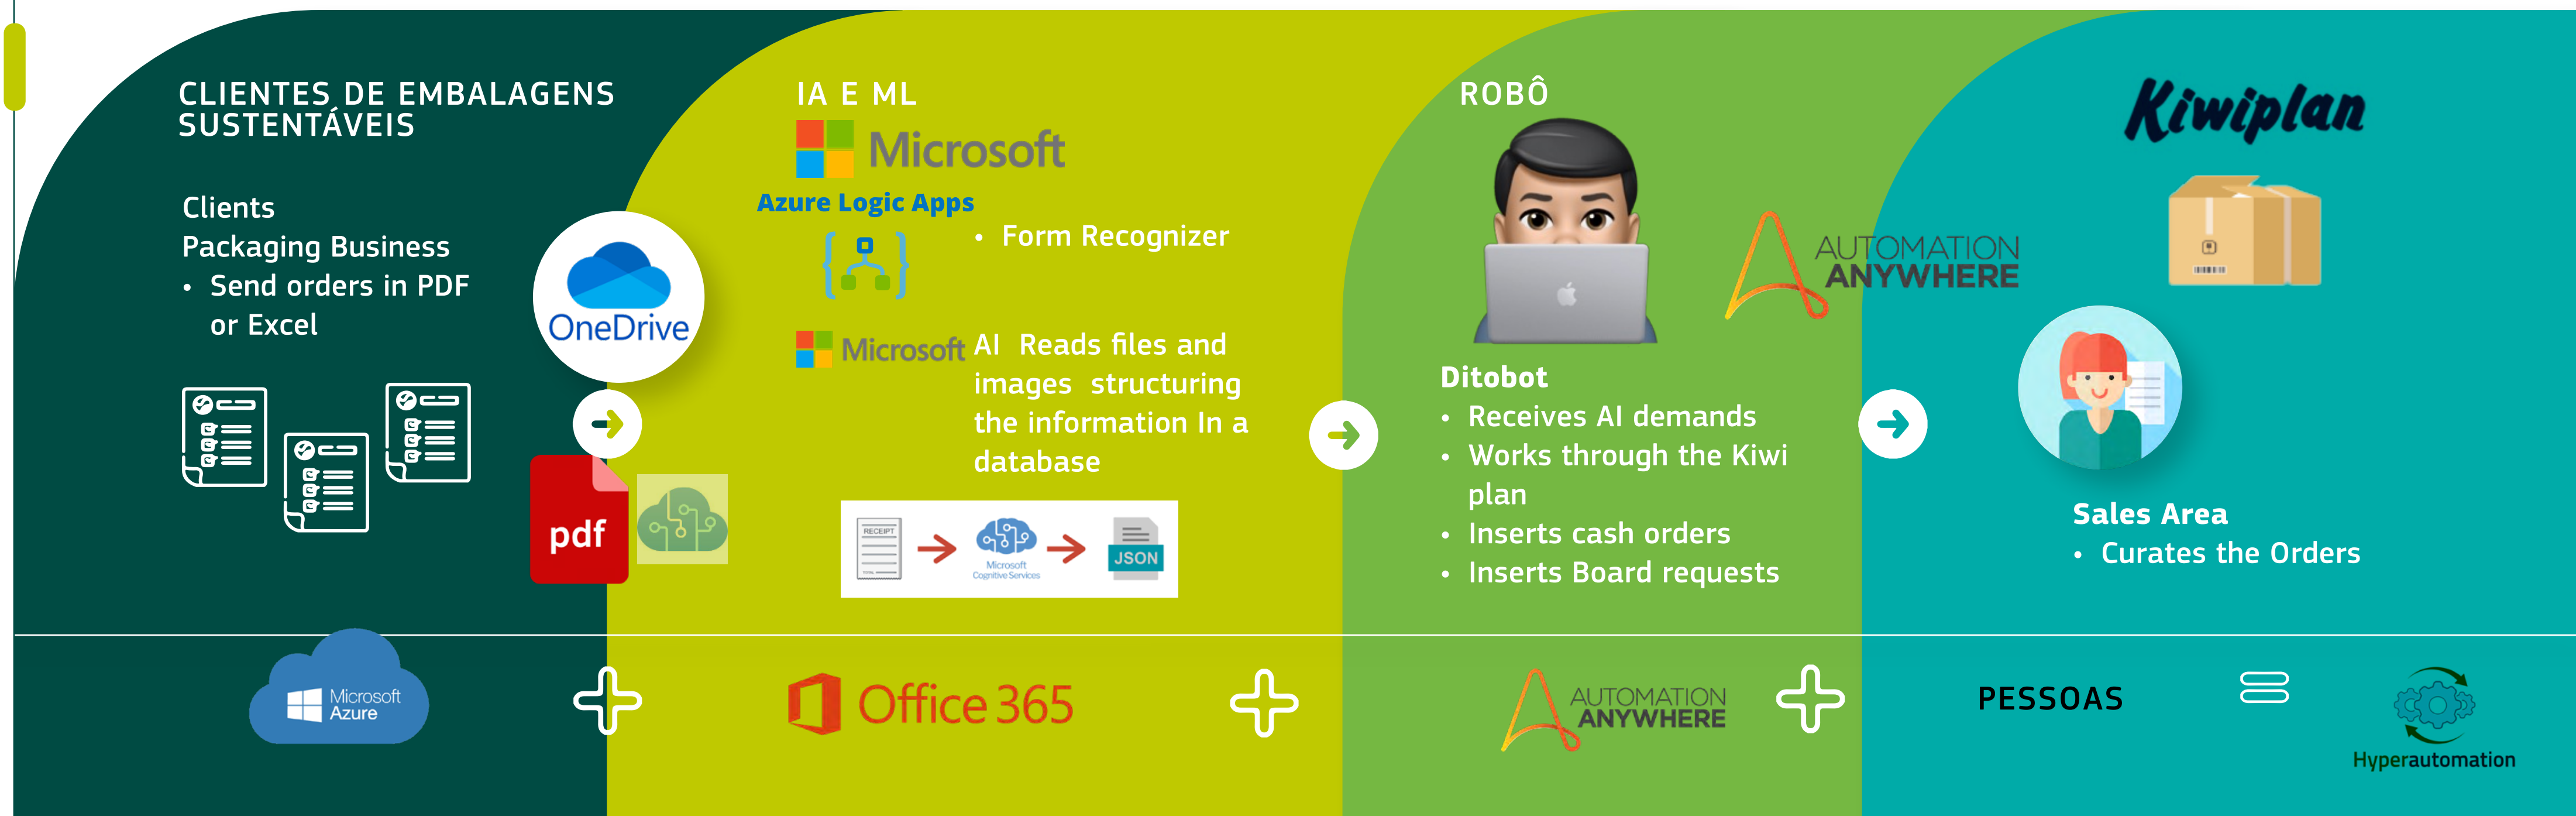 CLIENTES DE EMBALAGENS
SUSTENTÁVEIS
Clients
Packaging Business
• Send orders in PDF
or Excel
OneDrive
pdf
IA E ML
Microsoft
Azure Logic Apps
• Form Recognizer
Microsoft
AI Reads files and
images structuring
the information In a
database
RECEIPT
TOTAL
Microsoft
Cognitive Services
JSON
ROBÔ
AUTOMATION
ANYWHERE
Ditobot
• Receives AI demands
• Works through the Kiwi
plan
• Inserts cash orders
• Inserts Board requests
Kiwiplan
Sales Area
• Curates the Orders
Microsoft
Azure
Office 365
AUTOMATION
ANYWHERE
PESSOAS
Hyperautomation